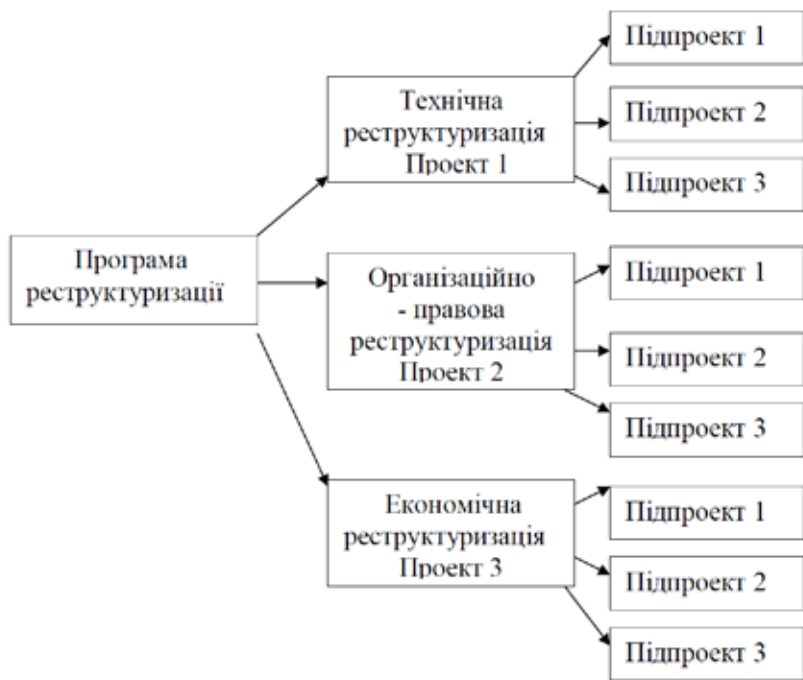 Програма
реструктуризації
Технічна
реструктуризація
Проект 1
Підпроект 1
Підпроект 2
Підпроект 3
Організаційно
- правова
реструктуризація
Проект 2
Підпроект 1
Підпроект 2
Підпроект 3
Економічна
реструктуризація
Проект 3
Підпроект 1
Підпроект 2
Підпроект 3